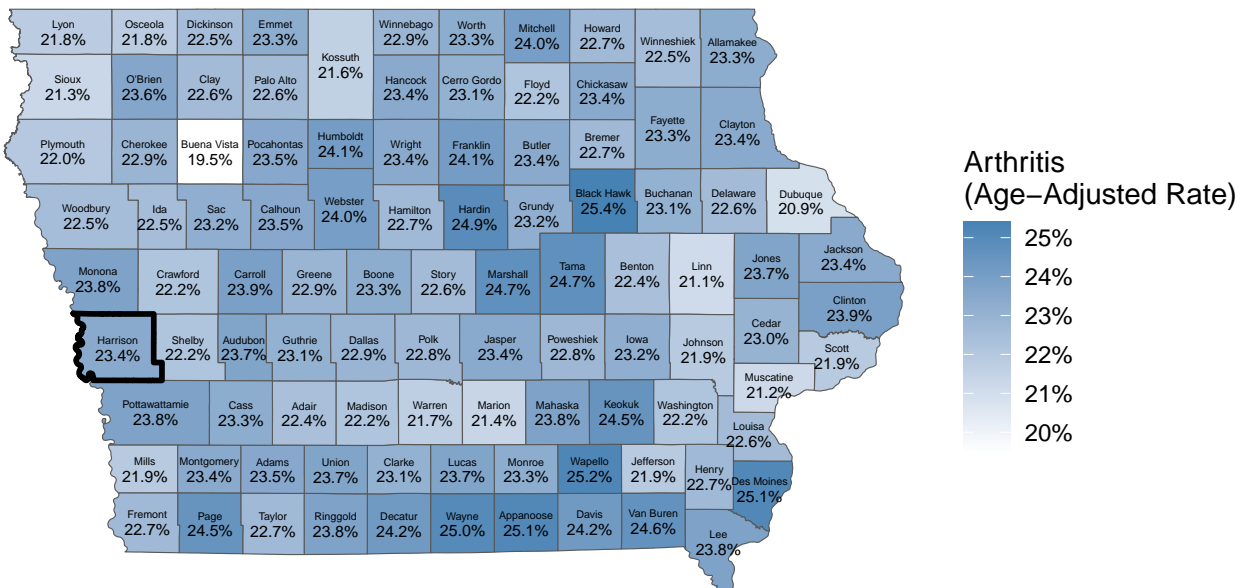 Lyon
21.8%
Osceola
21.8%
Dickinson
22.5%
Emmet
23.3%
Kossuth
21.6%
Winnebago
22.9%
Worth
23.3%
Mitchell
24.0%
Howard
22.7%
Winneshiek
22.5%
Allamakee
23.3%
Sioux
21.3%
O'Brien
23.6%
Clay
22.6%
Palo Alto
22.6%
Hancock
23.4%
Cerro Gordo
23.1%
Floyd
22.2%
Chickasaw
23.4%
Fayette
23.3%
Clayton
23.4%
Plymouth
22.0%
Cherokee
22.9%
Buena Vista
19.5%
Pocahontas
23.5%
Humboldt
24.1%
Wright
23.4%
Franklin
24.1%
Butler
23.4%
Bremer
22.7%
Woodbury
22.5%
Ida
22.5%
Sac
23.2%
Calhoun
23.5%
Webster
24.0%
Hamilton
22.7%
Hardin
24.9%
Grundy
23.2%
Black Hawk
25.4%
Buchanan
23.1%
Delaware
22.6%
Dubuque
20.9%
Monona
23.8%
Crawford
22.2%
Carroll
23.9%
Greene
22.9%
Boone
23.3%
Story
22.6%
Marshall
24.7%
Tama
24.7%
Benton
22.4%
Linn
21.1%
Jones
23.7%
Jackson
23.4%
Clinton
23.9%
Harrison
23.4%
Shelby
22.2%
Audubon
23.7%
Guthrie
23.1%
Dallas
22.9%
Polk
22.8%
Jasper
23.4%
Poweshiek
22.8%
Iowa
23.2%
Johnson
21.9%
Cedar
23.0%
Scott
21.9%
Muscatine
21.2%
Pottawattamie
23.8%
Cass
23.3%
Adair
22.4%
Madison
22.2%
Warren
21.7%
Marion
21.4%
Mahaska
23.8%
Keokuk
24.5%
Washington
22.2%
Louisa
22.6%
Mills
21.9%
Montgomery
23.4%
Adams
23.5%
Union
23.7%
Clarke
23.1%
Lucas
23.7%
Monroe
23.3%
Wapello
25.2%
Jefferson
21.9%
Henry
22.7%
Des Moines
25.1%
Fremont
22.7%
Page
24.5%
Taylor
22.7%
Ringgold
23.8%
Decatur
24.2%
Wayne
25.0%
Appanoose
25.1%
Davis
24.2%
Van Buren
24.6%
Lee
23.8%
Arthritis
(Age−Adjusted Rate)
25%
24%
23%
22%
21%
20%